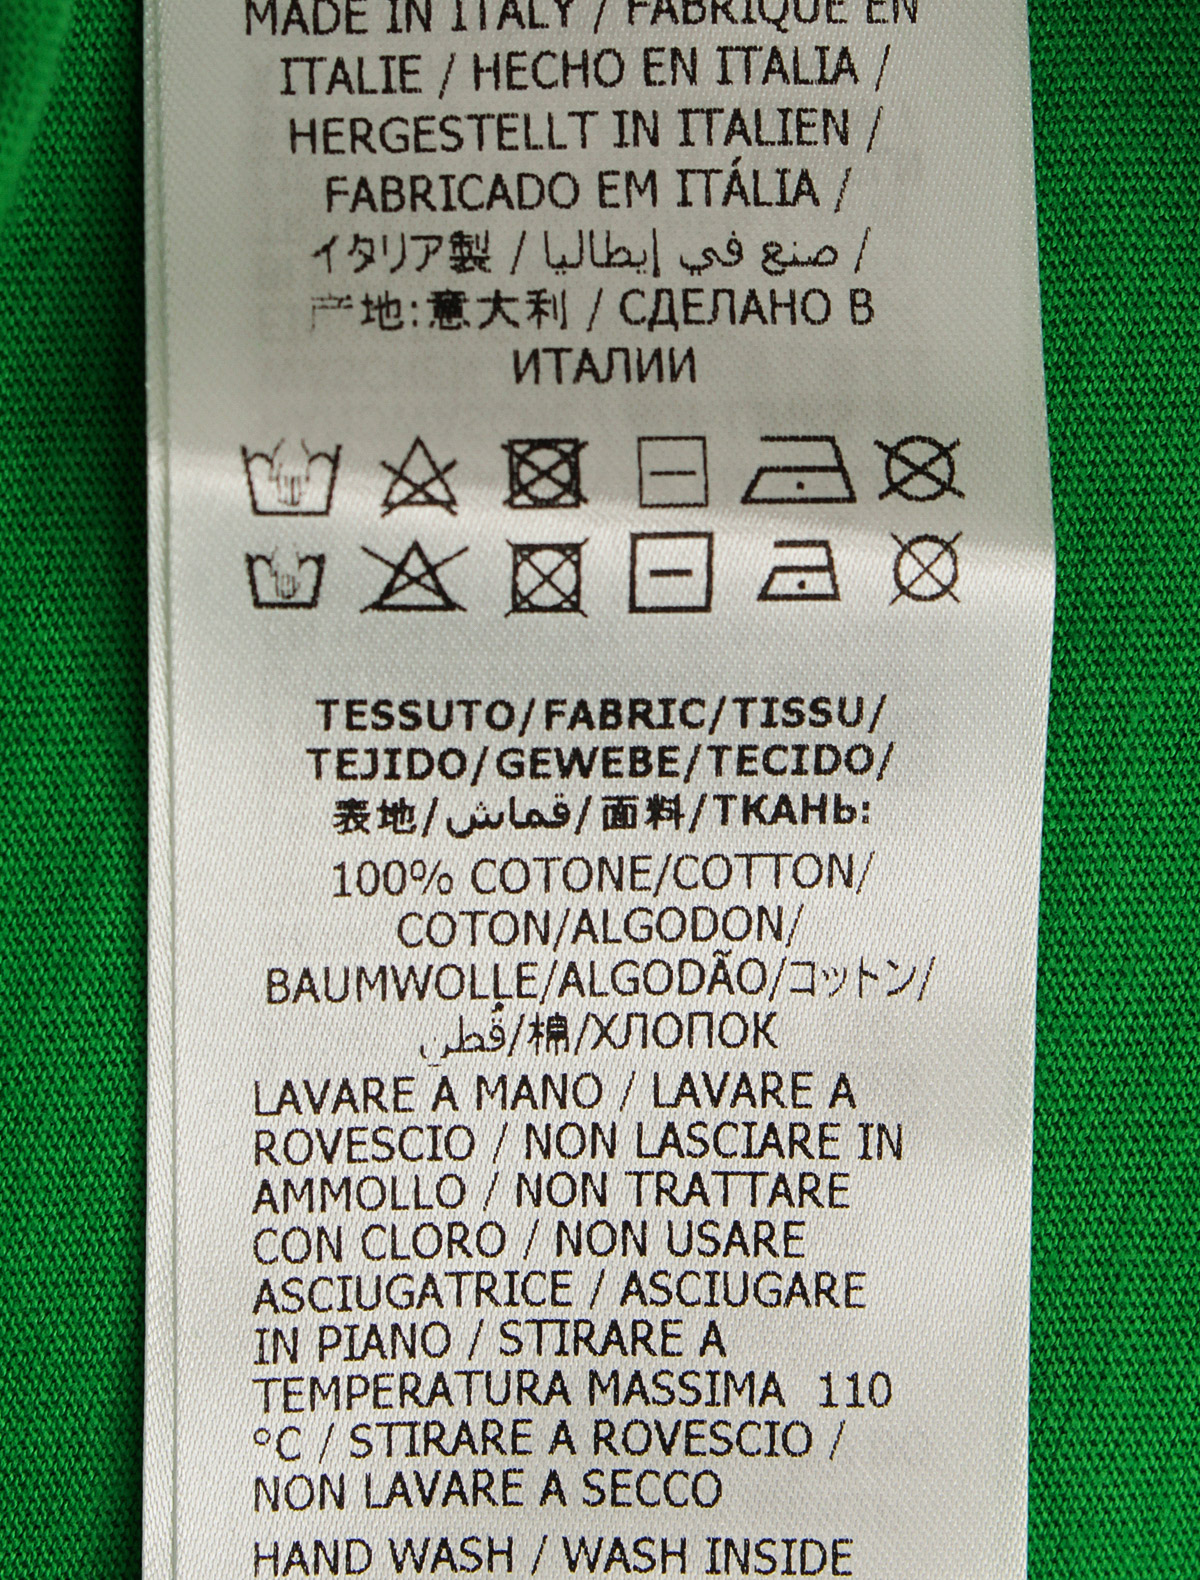 MADE IN ITALY / FABRIQUÉ EN
ITALIE / HECHO EN ITALIA /
HERGESTELLT IN ITALIEN /
FABRICADO EM ITÁLIA /
イタリア製 / صنع في إيطاليا /
产地:意大利 / СДЕЛАНО В
ИТАЛИИ
TESSUTO/FABRIC/TISSU/
TEJIDO/GEWEBE/TECIDO/
表地/قماش/面料/ТКАНЬ:
100% COTONE/COTTON/
COTON/ALGODON/
BAUMWOLLE/ALGODÃO/コットン/
قطن/棉/ХЛОПОК
LAVARE A MANO / LAVARE A
ROVESCIO / NON LASCIARE IN
AMMOLLO / NON TRATTARE
CON CLORO / NON USARE
ASCIUGATRICE / ASCIUGARE
IN PIANO / STIRARE A
TEMPERATURA MASSIMA 110
°C / STIRARE A ROVESCIO /
NON LAVARE A SECCO
HAND WASH / WASH INSIDE